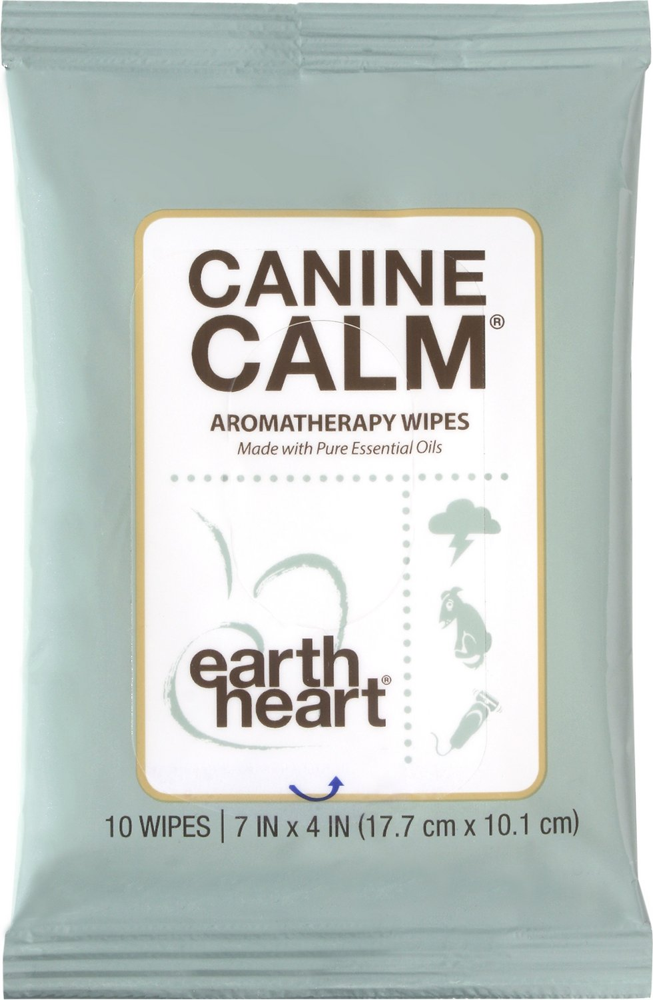 CANINE
CALM®
AROMATHERAPY WIPES
Made with Pure Essential Oils
earth
heart®
10 WIPES | 7 IN x 4 IN (17.7 cm x 10.1 cm)